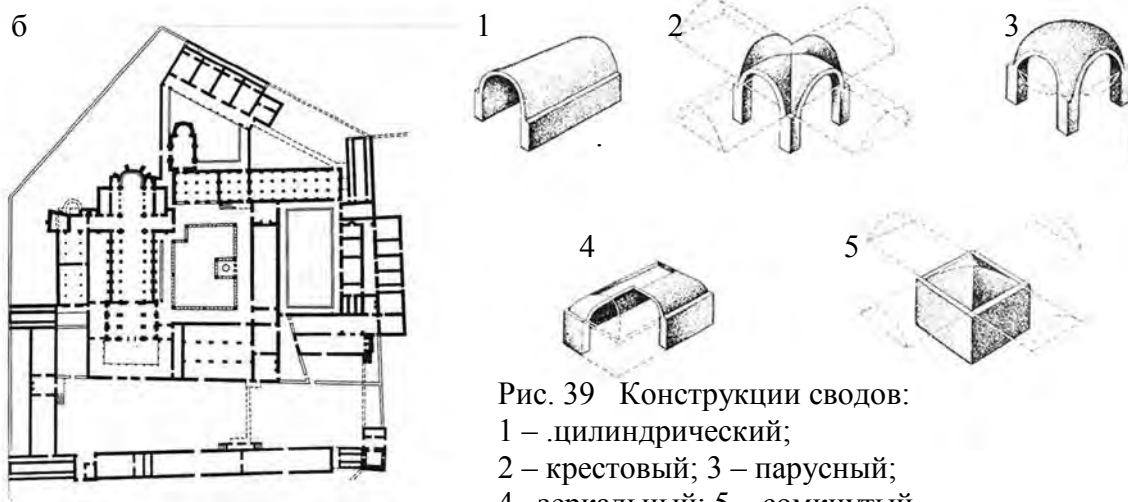 б
1
2
3
4
5
Рис. 39 Конструкции сводов:
1 – .цилиндрический;
2 – крестовый; 3 – парусный;
4 - зеркальный; 5 – сомкнутый